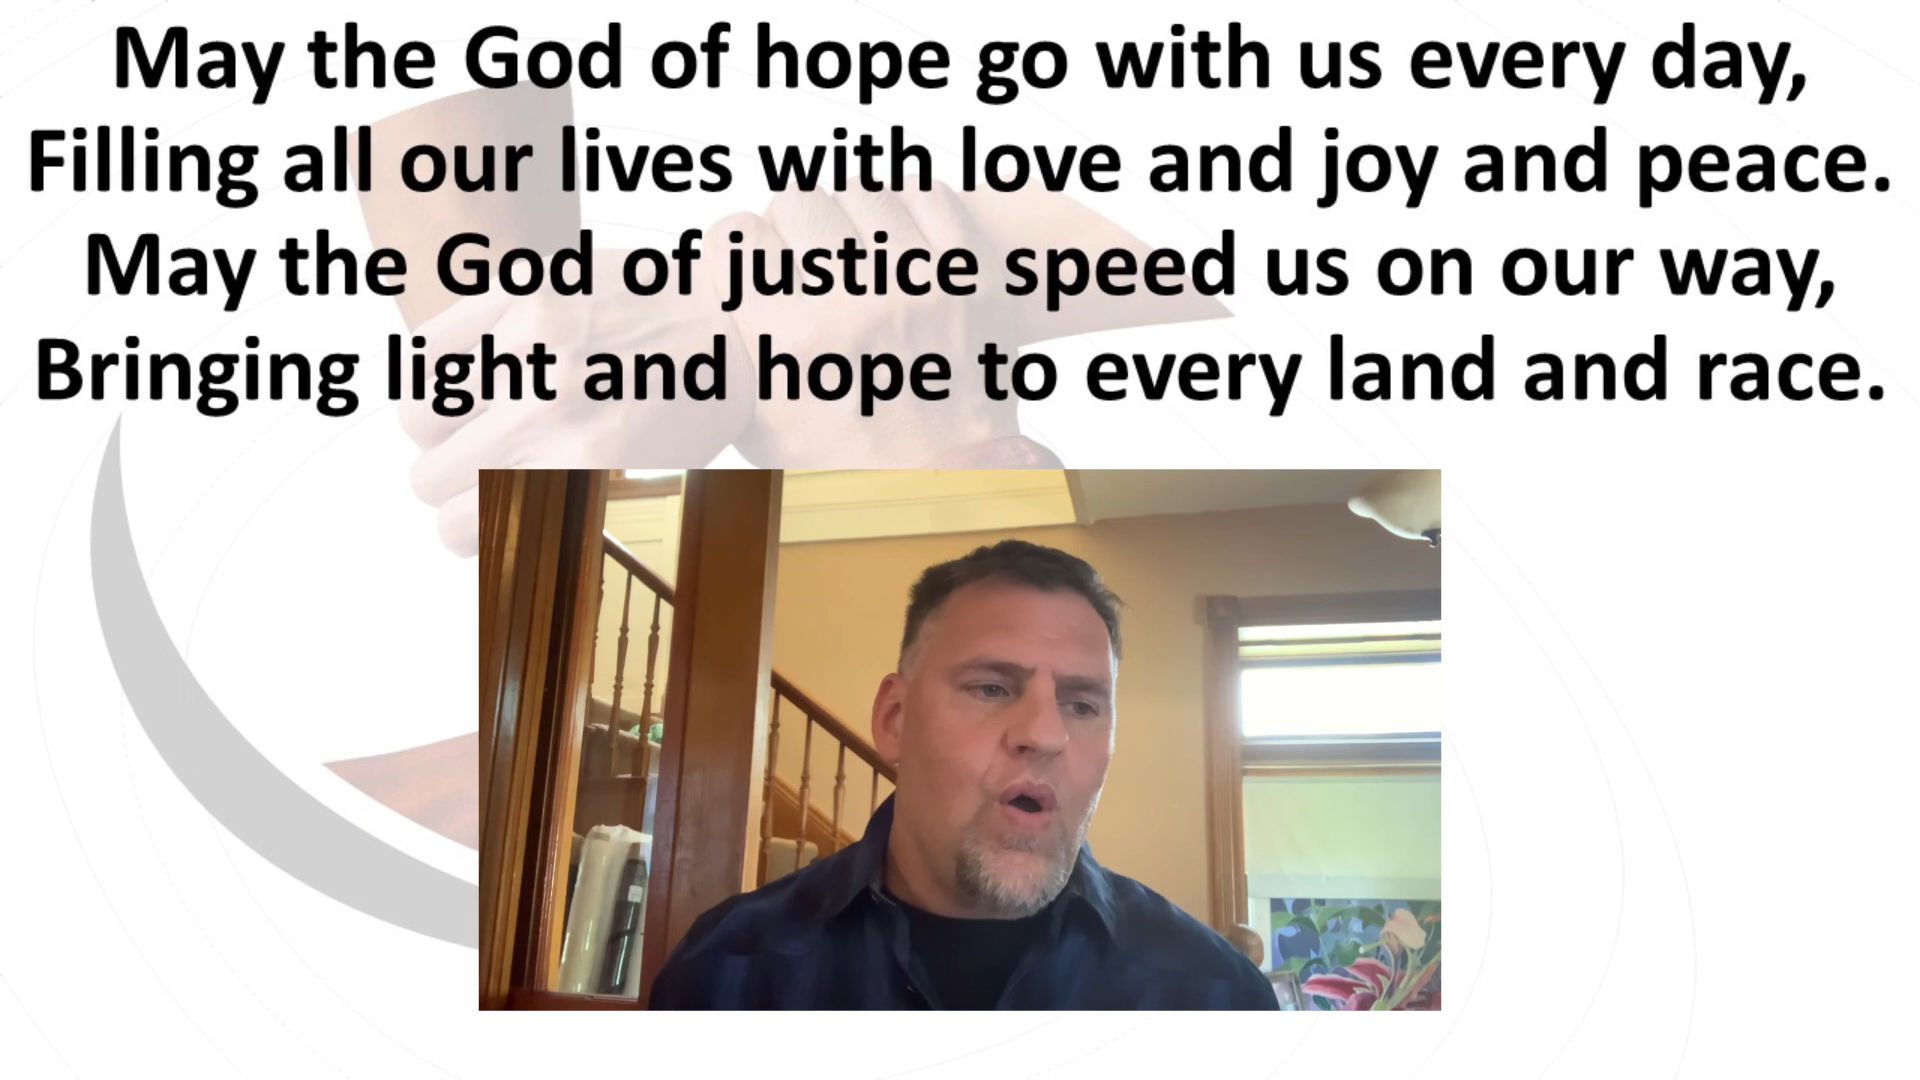 May the God of hope go with us every day,
Filling all our lives with love and joy and peace.
May the God of justice speed us on our way,
Bringing light and hope to every land and race.